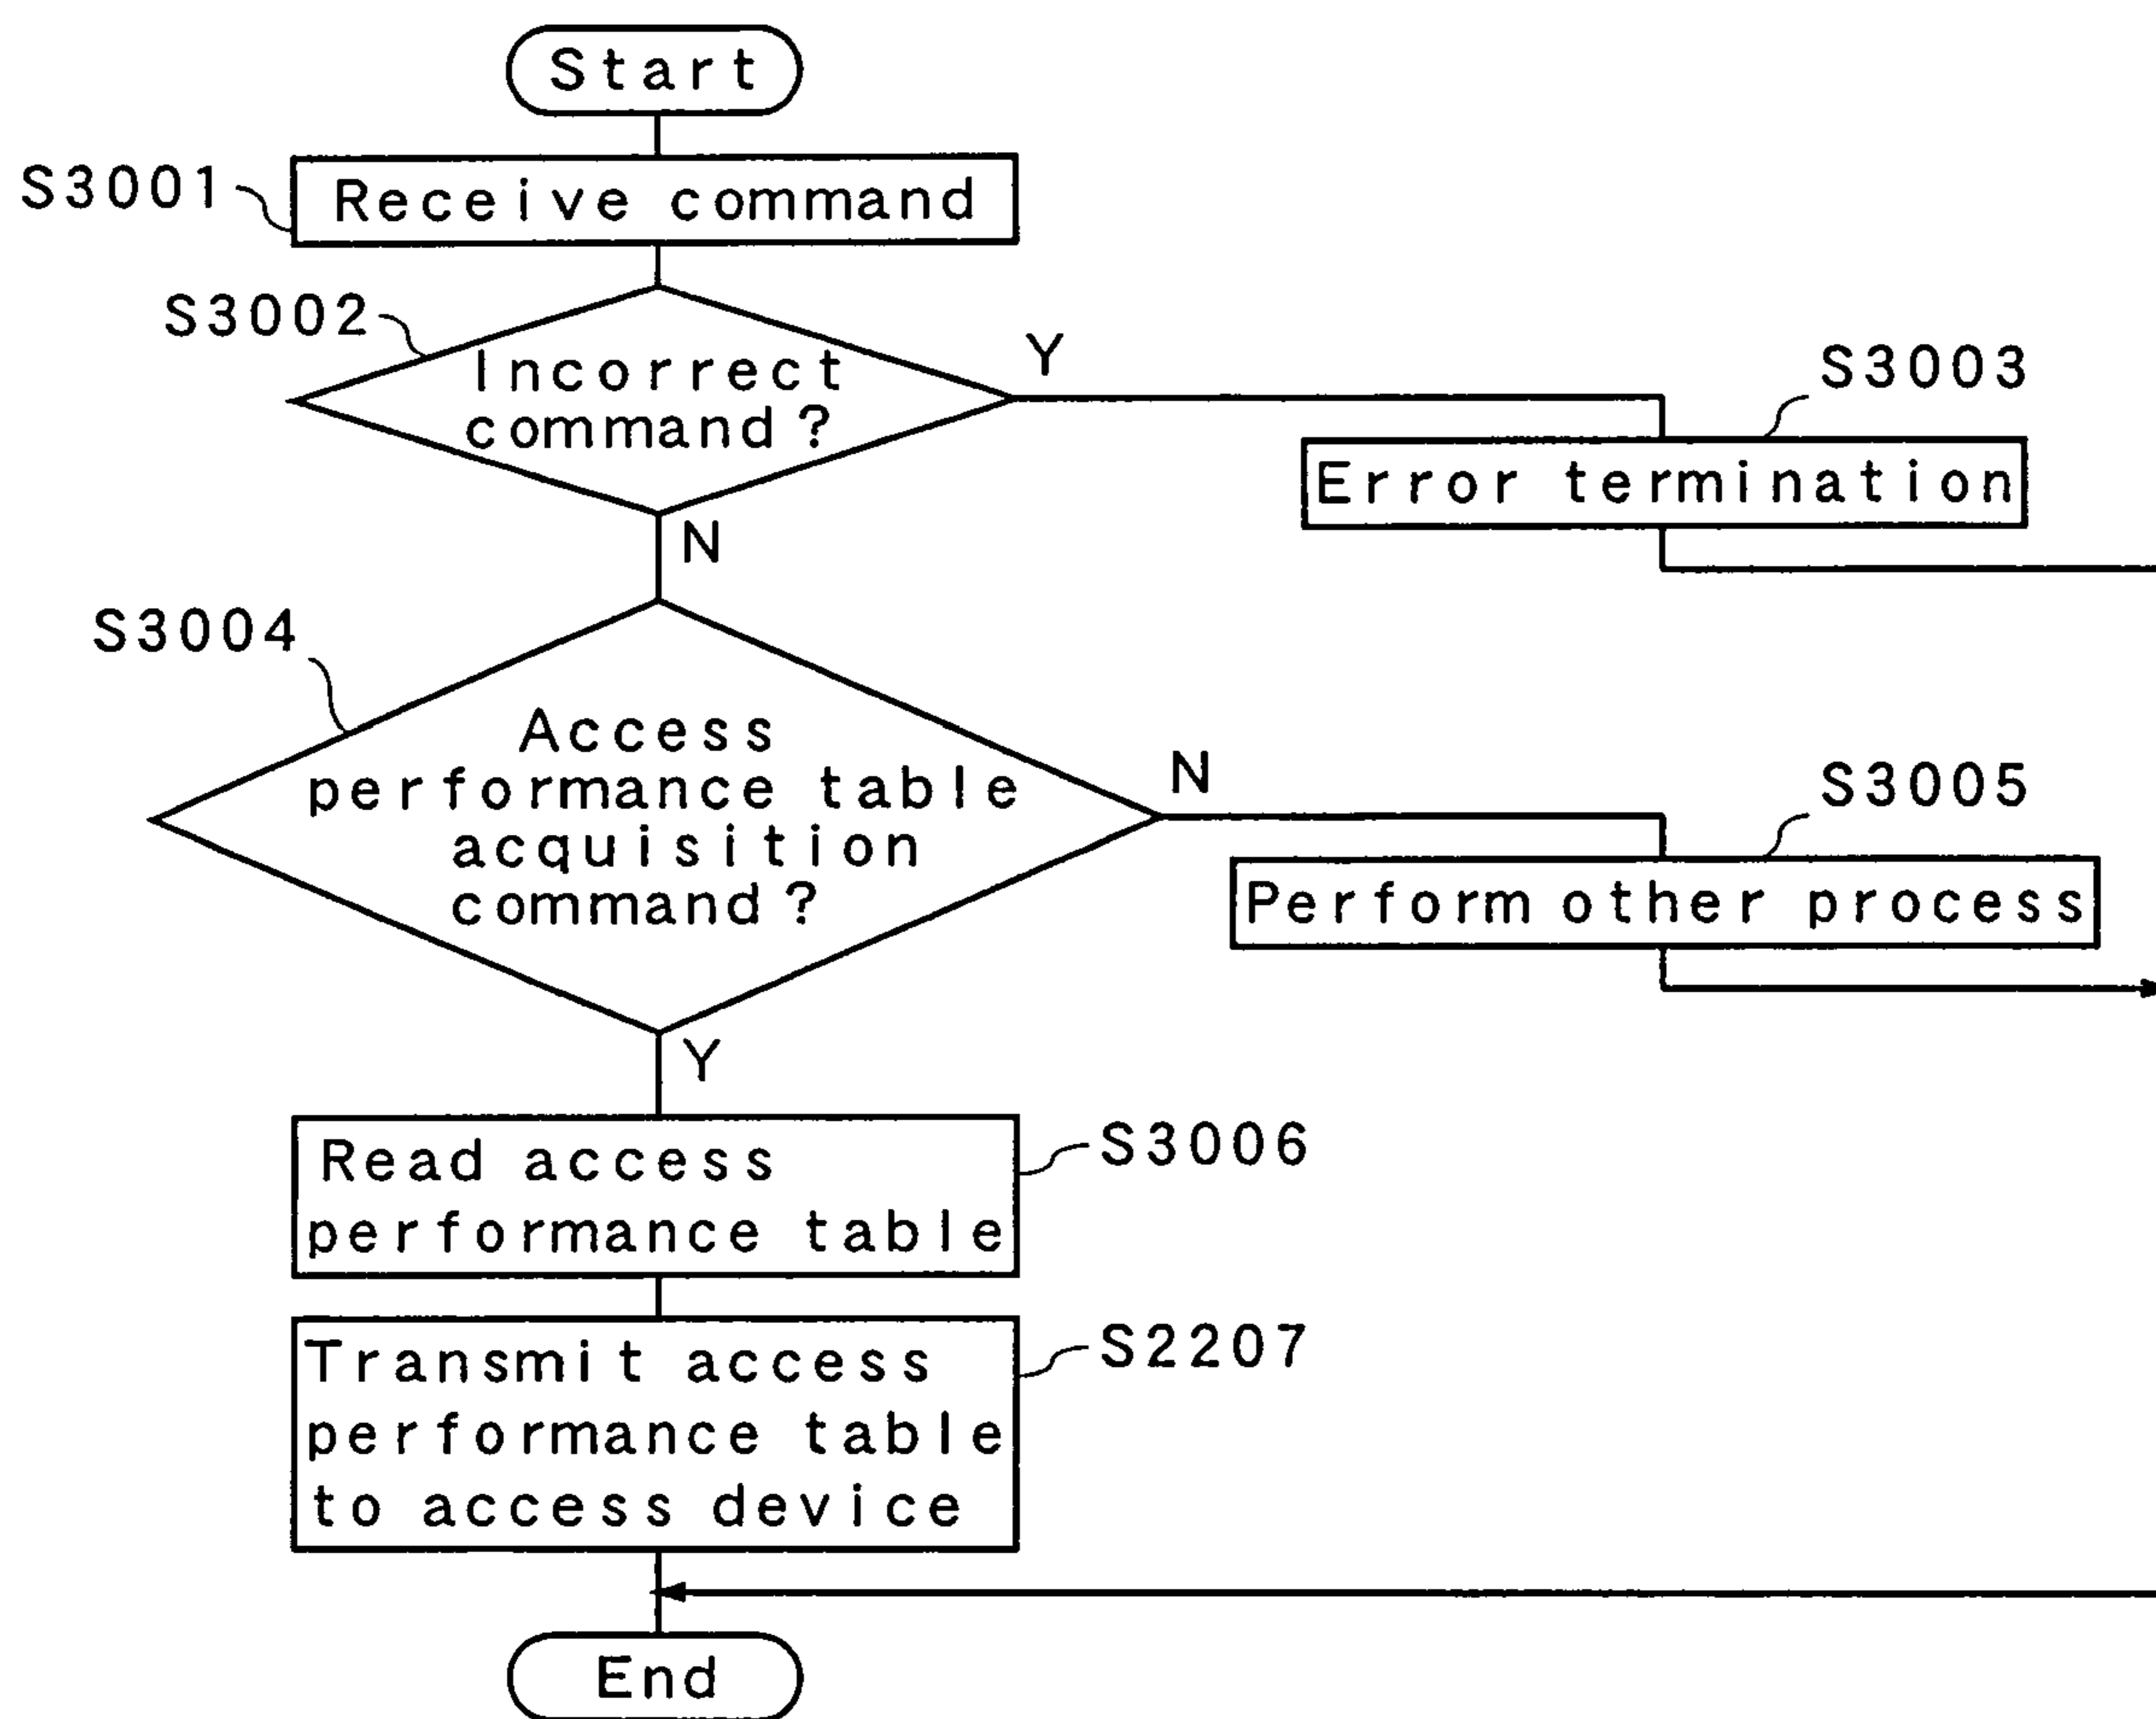 Start
S3001
Receive command
S3002
Incorrect
command?
Y
N
S3003
Error termination
S3004
Access
performance table
acquisition
command?
N
Y
S3005
Perform other process
Read access
performance table
S3006
Transmit access
performance table
to access device
S2207
End